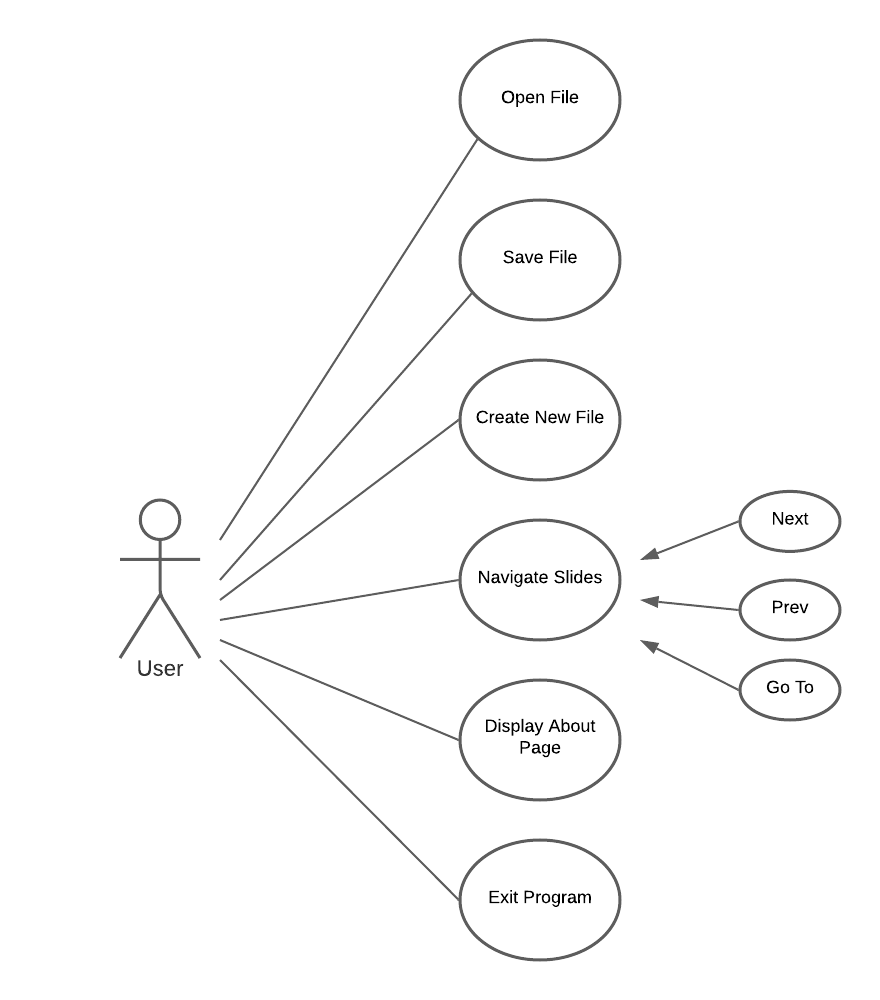 Open File
Save File
Create New File
Navigate Slides
Next
Prev
Go To
User
Display About
Page
Exit Program